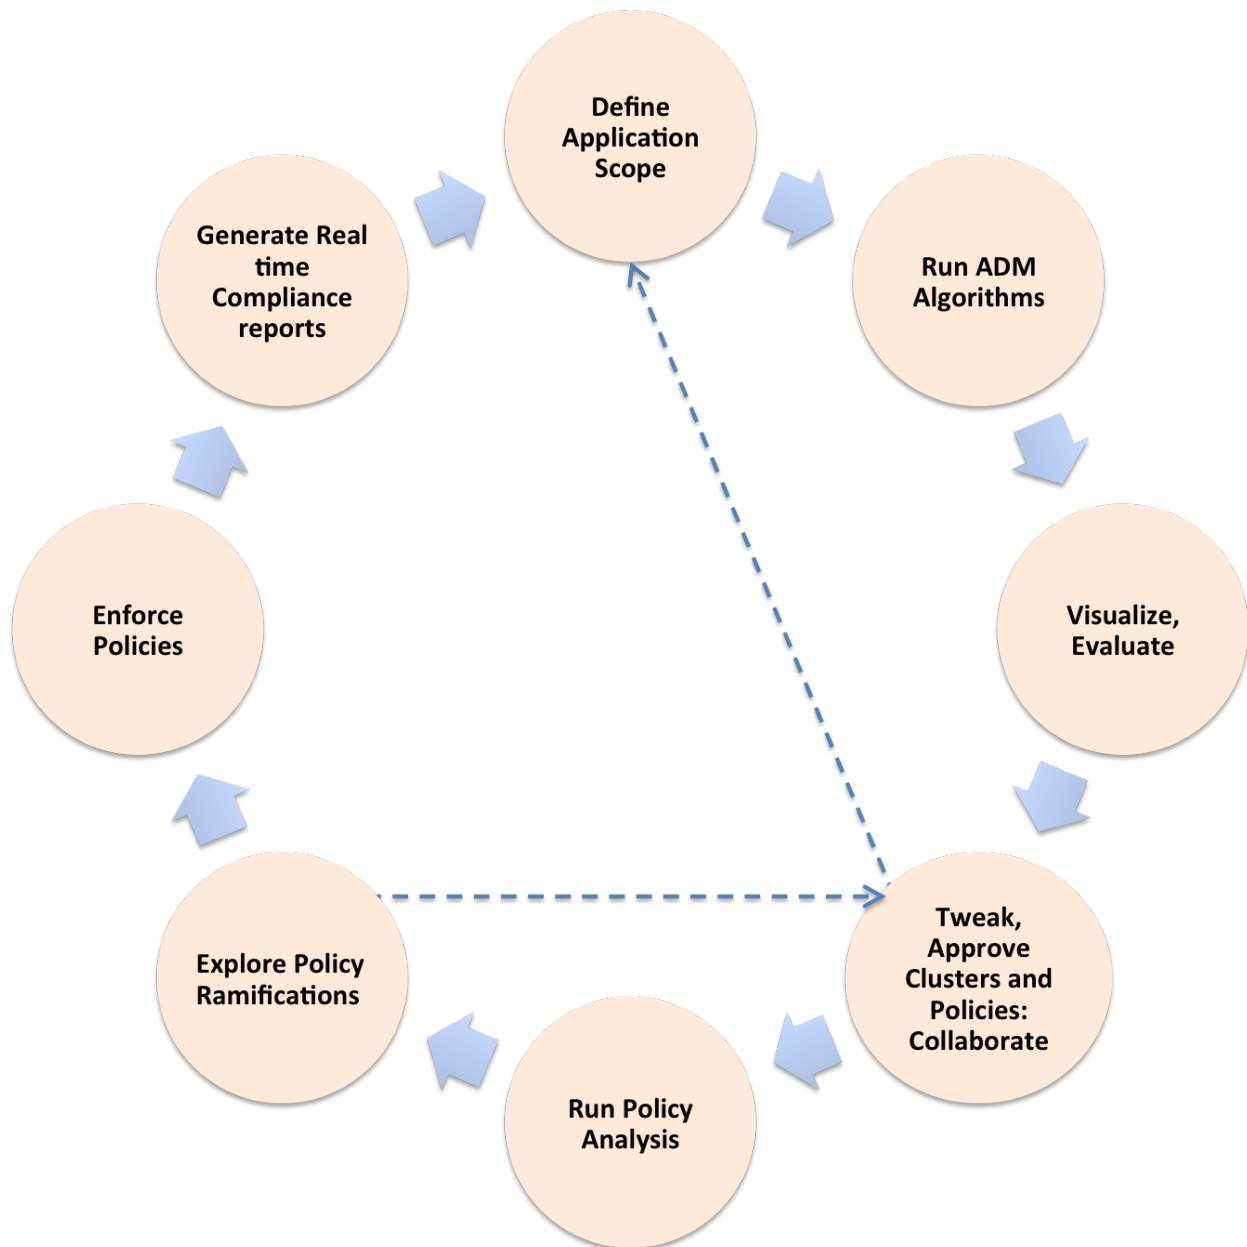 Define
Application
Scope
Run ADM
Algorithms
Visualize,
Evaluate
Tweak,
Approve
Clusters and
Policies:
Collaborate
Run Policy
Analysis
Explore Policy
Ramifications
Enforce
Policies
Generate Real
time
Compliance
reports